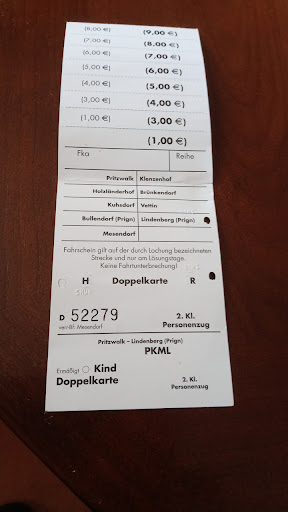 (8,00 €) (9,00 €)
(7,00 €) (8,00 €)
(6,00 €) (7,00 €)
(5,00 €) (6,00 €)
(4,00 €) (5,00 €)
(3,00 €) (4,00 €)
(1,00 €) (3,00 €)
(1,00 €)
Fka Reihe
Pritzwalk Klenzenhof
Holzländerhof Brünkendorf
Kuhsdorf Vettin
Bullendorf (Prign) Lindenberg (Prign)
Mesendorf
Fahrschein gilt auf der durch Lochung bezeichneten
Strecke und nur am Lösungstage.
Keine Fahrtunterbrechung!
H Doppelkarte R
D 52279 2. Kl.
ven-Bf: Mesendorf Personenzug
Pritzwalk – Lindenberg (Prign)
PKML
Ermäßigt Kind
Doppelkarte 2. Kl.
Personenzug